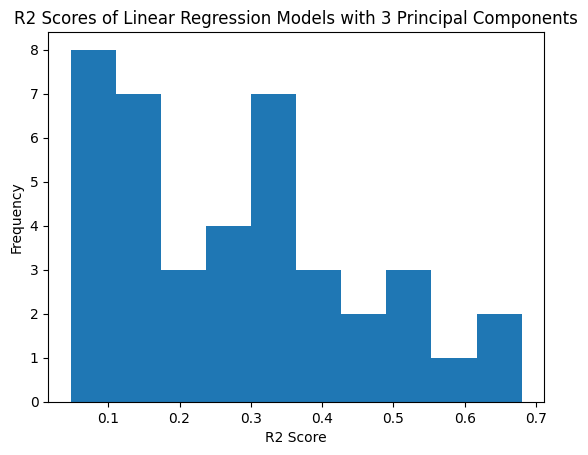 R2 Scores of Linear Regression Models with 3 Principal Components
8
7
6
5
4
3
2
1
0
Frequency
0.1 0.2 0.3 0.4 0.5 0.6 0.7
R2 Score